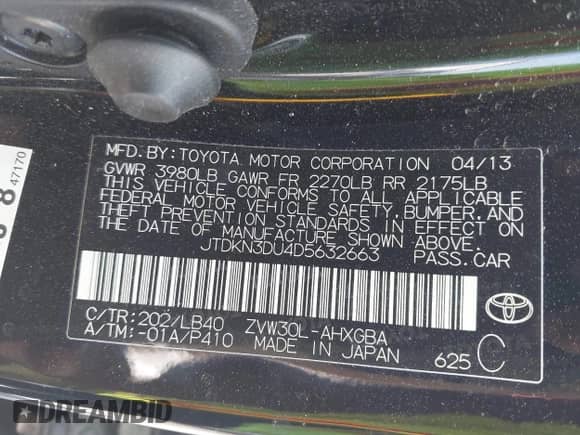 MFD. BY: TOYOTA MOTOR CORPORATION 04/13
GVWR 3980LB GAWR FR 2270LB RR 2175LB
THIS VEHICLE CONFORMS TO ALL APPLICABLE
FEDERAL MOTOR VEHICLE SAFETY, BUMPER, AND
THEFT PREVENTION STANDARDS IN EFFECT ON
THE DATE OF MANUFACTURE SHOWN ABOVE.
JTDKN3DU4D5632663 PASS. CAR
C/TR: 202/LB40 ZVW30L-AHXGBA
A/TM: -01A/P410 MADE IN JAPAN 625 C
47170
DREAMBID